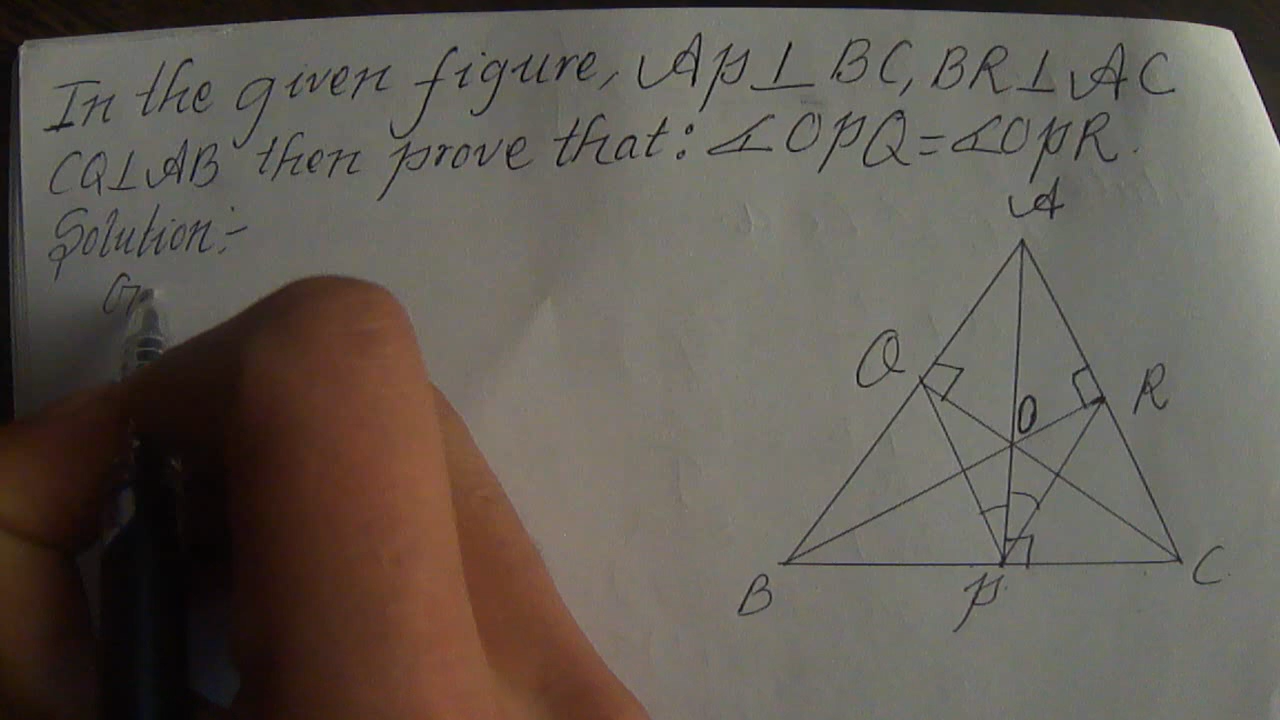 In the given figure, AP⊥BC, BR⊥AC
CQ⊥AB then prove that: ∡OPQ=∡OPR.
Solution:-
A
Q
R
O
B
P
C